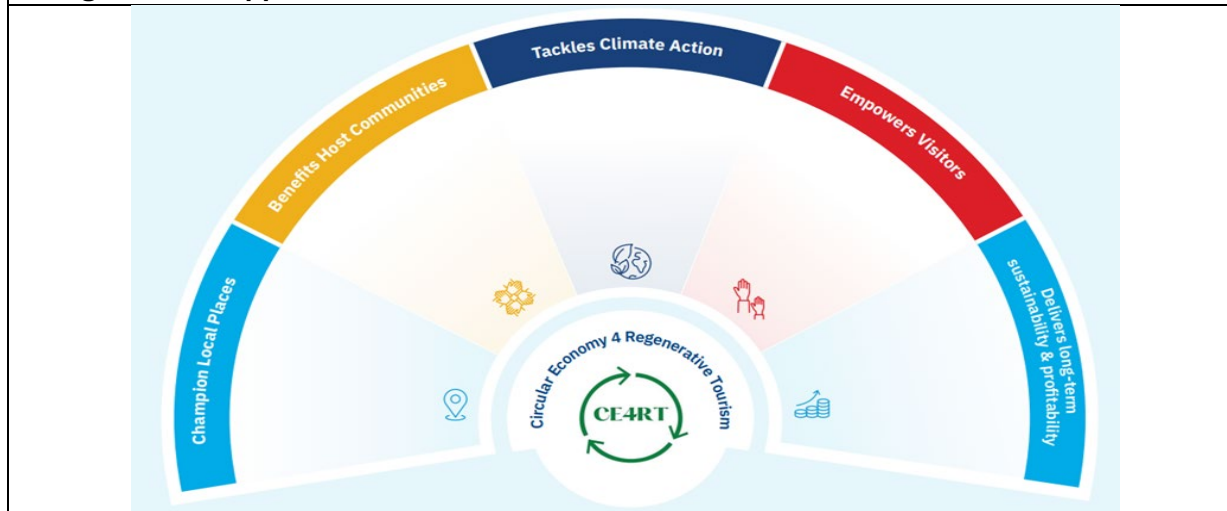 Champion Local Places
Benefits Host Communities
Tackles Climate Action
Empowers Visitors
Delivers long-term
sustainability & profitability
Circular Economy 4 Regenerative Tourism
CE4RT